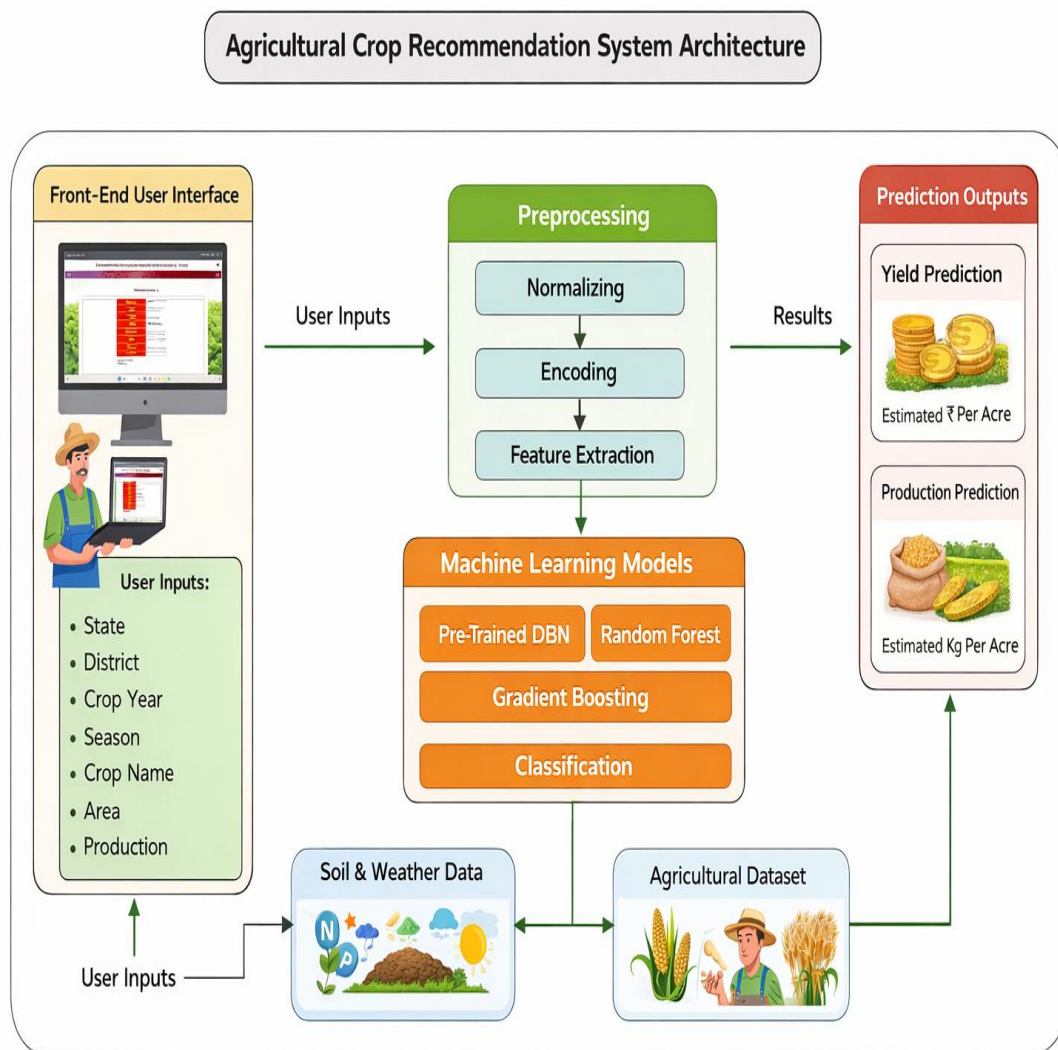 Agricultural Crop Recommendation System Architecture
Front-End User Interface
User Inputs:
• State
• District
• Crop Year
• Season
• Crop Name
• Area
• Production
User Inputs
User Inputs
Preprocessing
Normalizing
Encoding
Feature Extraction
Machine Learning Models
Pre-Trained DBN
Random Forest
Gradient Boosting
Classification
Soil & Weather Data
N
P
Agricultural Dataset
Results
Prediction Outputs
Yield Prediction
Estimated ₹ Per Acre
Production Prediction
Estimated Kg Per Acre